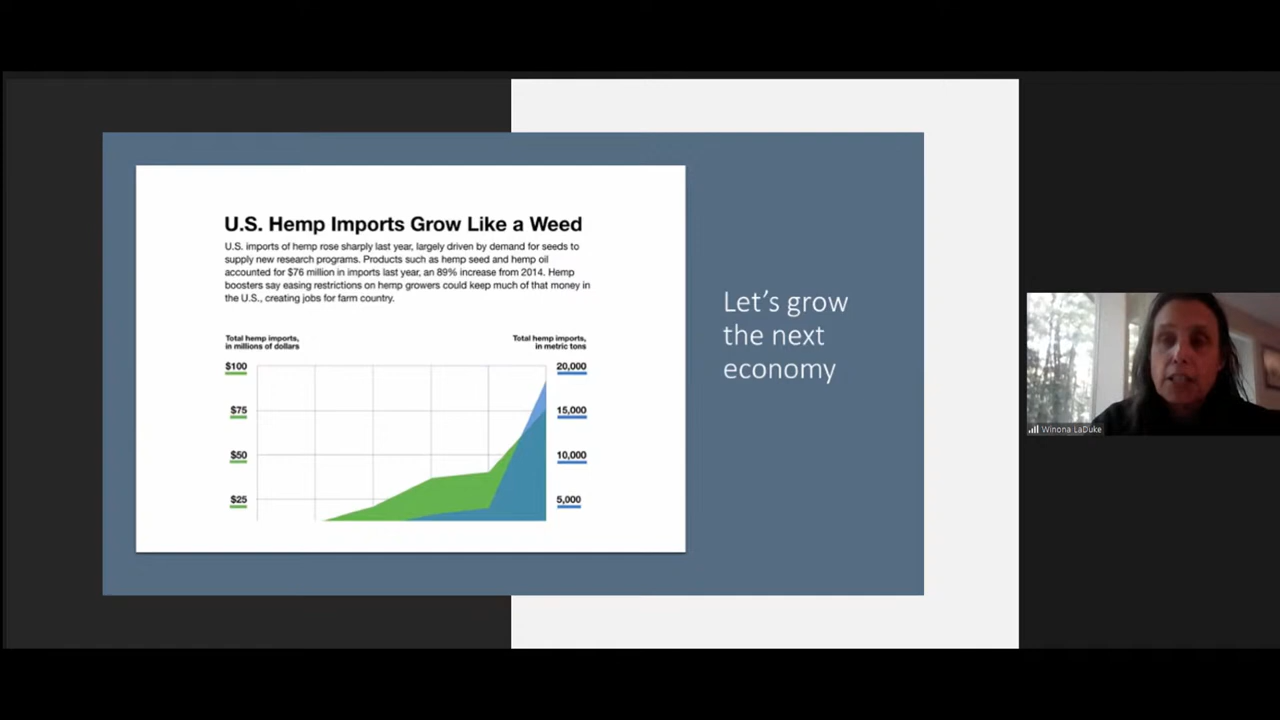 U.S. Hemp Imports Grow Like a Weed
U.S. imports of hemp rose sharply last year, largely driven by demand for seeds to
supply new research programs. Products such as hemp seed and hemp oil
accounted for $76 million in imports last year, an 89% increase from 2014. Hemp
boosters say easing restrictions on hemp growers could keep much of that money in
the U.S., creating jobs for farm country.
Total hemp imports,
in millions of dollars
Total hemp imports,
in metric tons
$100
$75
$50
$25
20,000
15,000
10,000
5,000
Let’s grow
the next
economy
Winona LaDuke